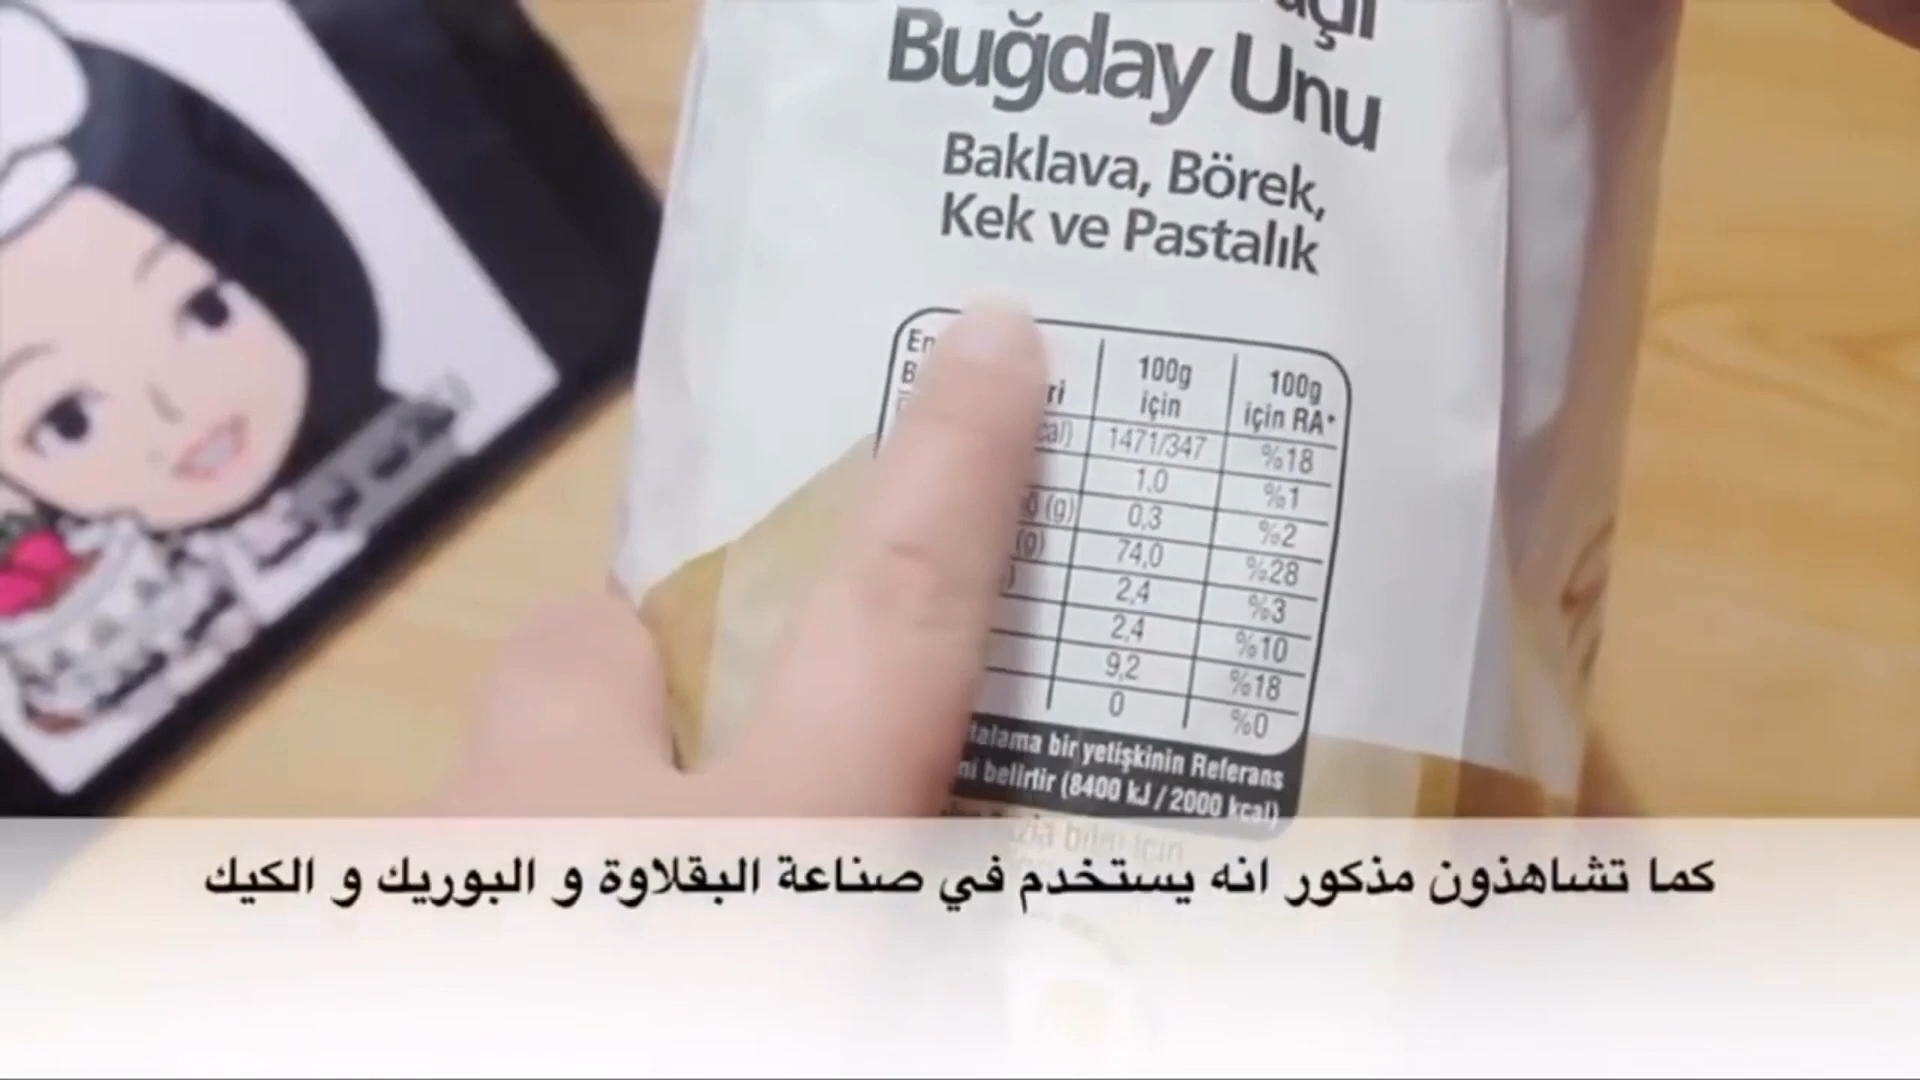 Buğday Unu
Baklava, Börek,
Kek ve Pastalık
100g için
100g için RA*
1471/347 %18
1,0 %1
(g) 0,3 %2
(g) 74,0 %28
2,4 %3
2,4 %10
9,2 %18
0 %0
bir yetişkinin Referans
belirtir (8400 kJ / 2000 kcal)
كما تشاهذون مذكور انه يستخدم في صناعة البقلاوة و البوريك و الكيك